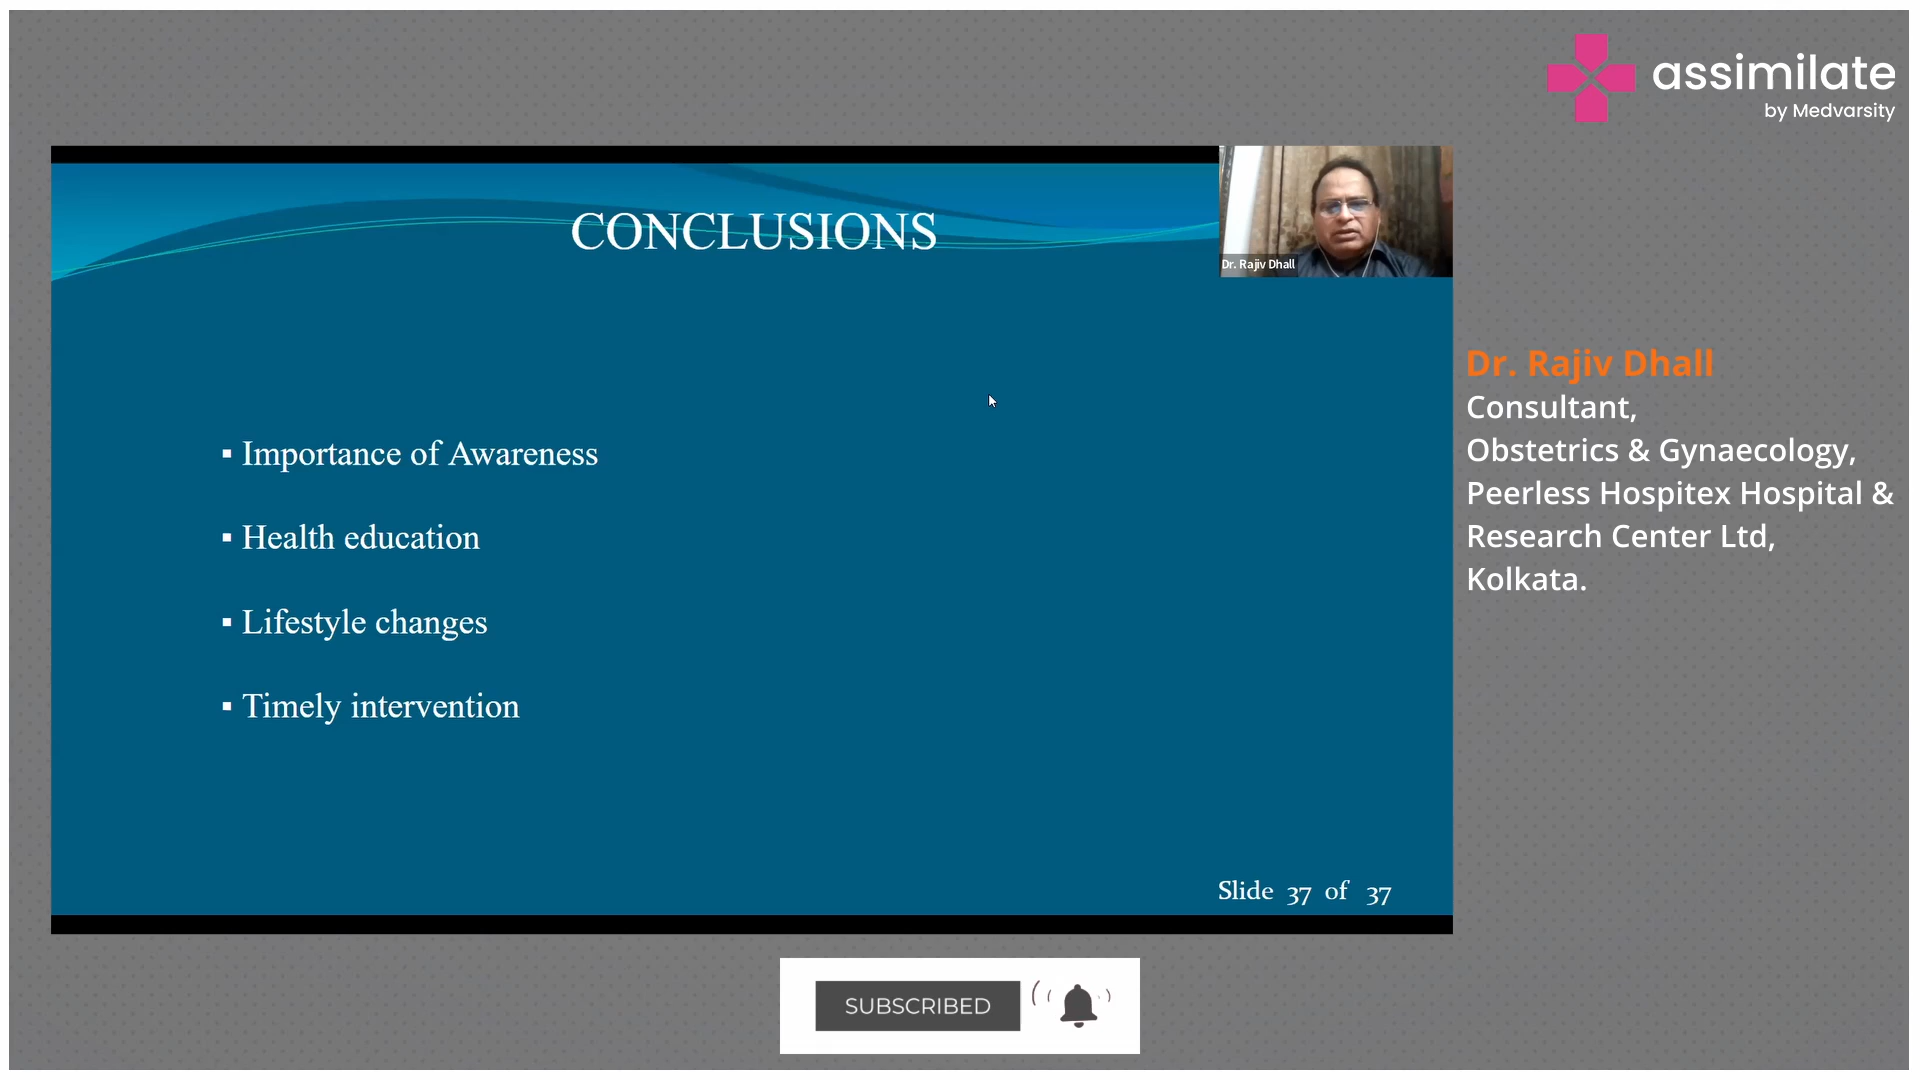 assimilate
by Medvarsity
CONCLUSIONS
Dr. Rajiv Dhall
▪ Importance of Awareness
▪ Health education
▪ Lifestyle changes
▪ Timely intervention
Slide 37 of 37
Dr. Rajiv Dhall
Consultant,
Obstetrics & Gynaecology,
Peerless Hospitex Hospital &
Research Center Ltd,
Kolkata.
SUBSCRIBED